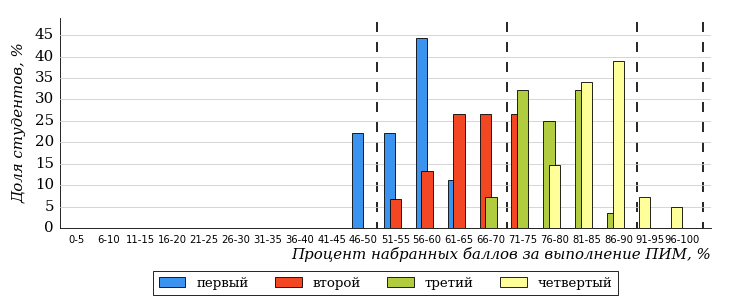 Доля студентов, %
45
40
35
30
25
20
15
10
5
0
0-5 6-10 11-15 16-20 21-25 26-30 31-35 36-40 41-45 46-50 51-55 56-60 61-65 66-70 71-75 76-80 81-85 86-90 91-95 96-100
Процент набранных баллов за выполнение ПИМ, %
первый второй третий четвертый